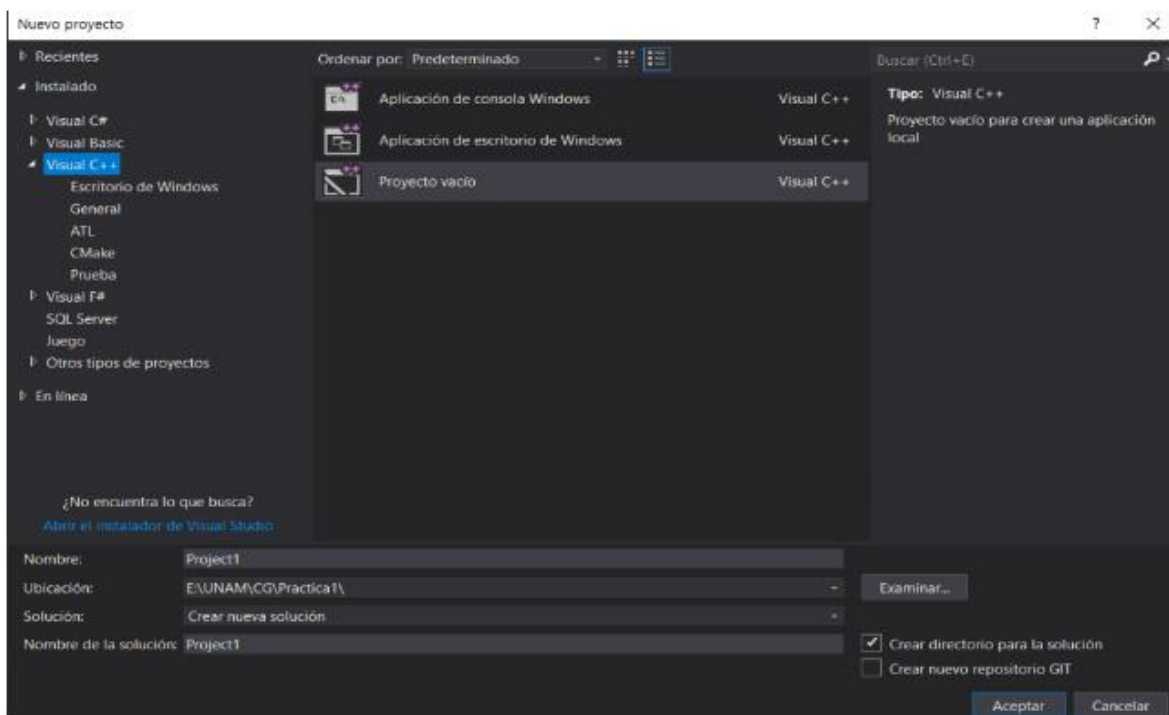 Nuevo proyecto
? ×
Recientes
Instalado
Visual C#
Visual Basic
Visual C++
Escritorio de Windows
General
ATL
CMake
Prueba
Visual F#
SQL Server
Juego
Otros tipos de proyectos
En línea
¿No encuentra lo que busca?
Abrir el instalador de Visual Studio
Ordenar por: Predeterminado
Aplicación de consola Windows Visual C++
Aplicación de escritorio de Windows Visual C++
Proyecto vacío Visual C++
Buscar (Ctrl+E)
Tipo: Visual C++
Proyecto vacío para crear una aplicación
local
Nombre: Project1
Ubicación: E:\UNAM\CG\Practica1\
Examinar...
Solución: Crear nueva solución
Nombre de la solución: Project1
Crear directorio para la solución
Crear nuevo repositorio GIT
Aceptar Cancelar